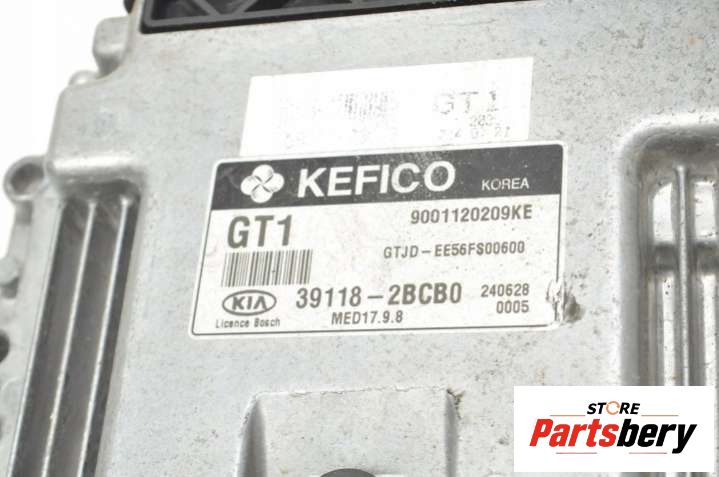 GT1
KEFICO KOREA
GT1 9001120209KE
GTJD-EE56FS00600
KIA 39118-2BCB0 240628
Licence Bosch MED17.9.8 0005
STORE
Partsbery